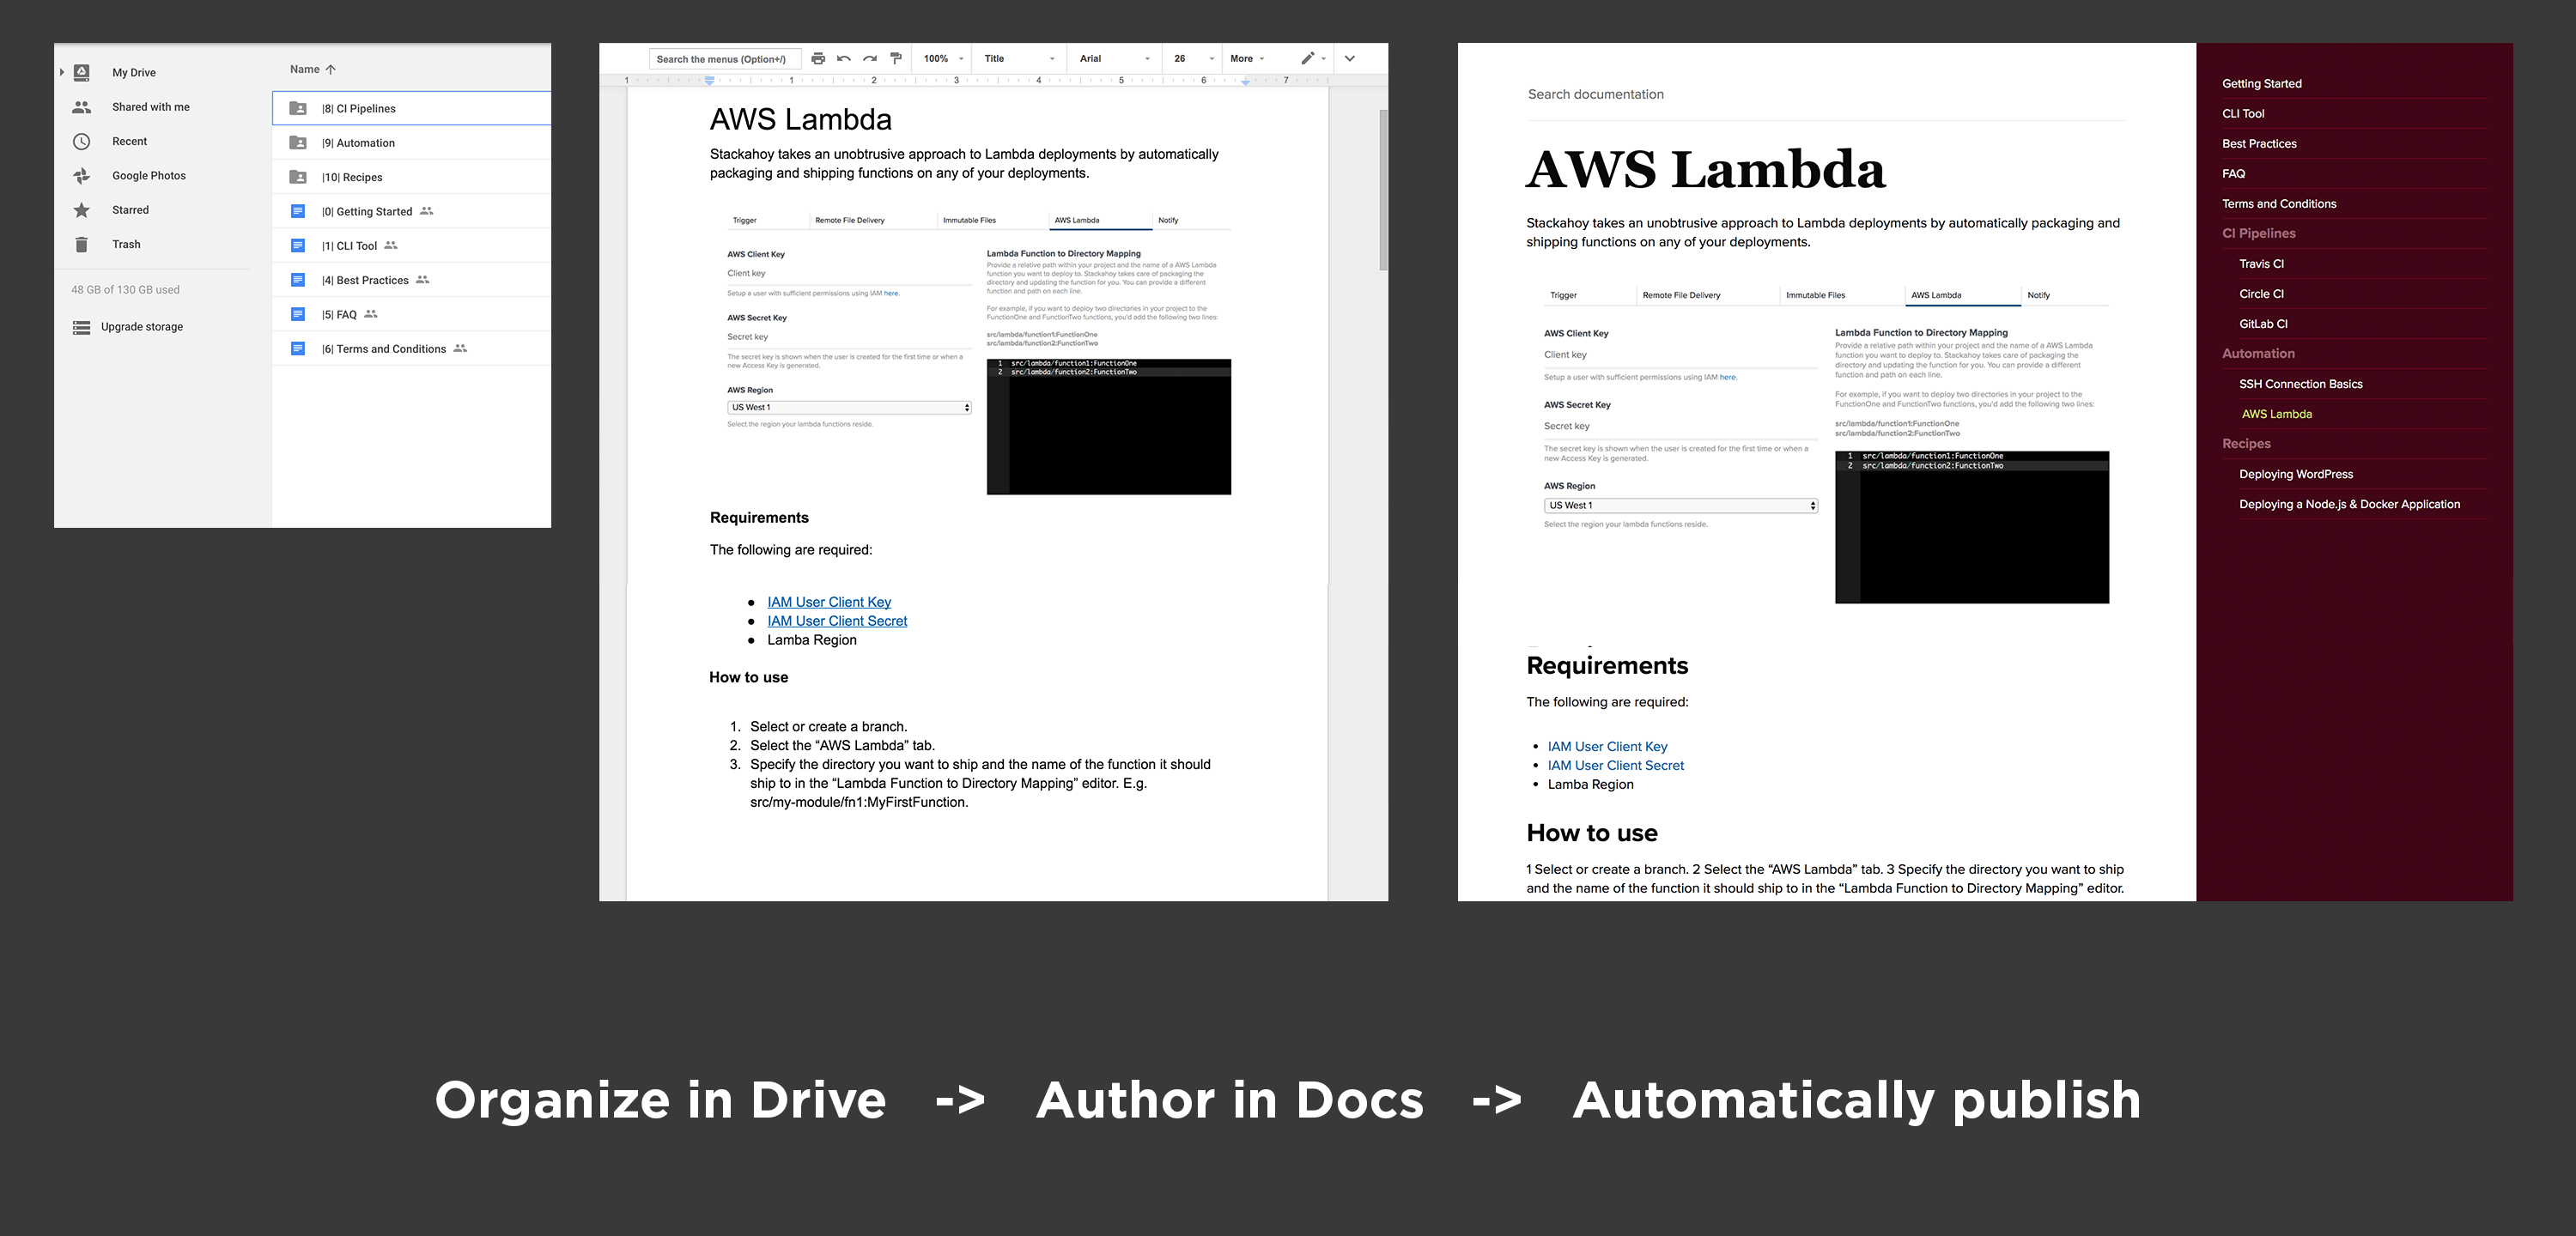 My Drive
Shared with me
Recent
Google Photos
Starred
Trash
48 GB of 130 GB used
Upgrade storage
Name
|8| CI Pipelines
|9| Automation
|10| Recipes
|0| Getting Started
|1| CLI Tool
|4| Best Practices
|5| FAQ
|6| Terms and Conditions
Search the menus (Option+/)
100%
Title
Arial
26
More
1 1 2 3 4 5 6 7
AWS Lambda
Stackahoy takes an unobtrusive approach to Lambda deployments by automatically
packaging and shipping functions on any of your deployments.
Trigger
Remote File Delivery
Immutable Files
AWS Lambda
Notify
AWS Client Key
Client key
Setup a user with sufficient permissions using IAM here.
AWS Secret Key
Secret key
The secret key is shown when the user is created for the first time or when a
new Access Key is generated.
AWS Region
US West 1
Select the region your lambda functions reside.
Lambda Function to Directory Mapping
Provide a relative path within your project and the name of a AWS Lambda
function you want to deploy to. Stackahoy takes care of packaging the
directory and updating the function for you. You can provide a different
function and path on each line.
For example, if you want to deploy two directories in your project to the
FunctionOne and FunctionTwo functions, you'd add the following two lines:
src/lambda/function1:FunctionOne
src/lambda/function2:FunctionTwo
1 src/lambda/function1:FunctionOne
2 src/lambda/function2:FunctionTwo
Requirements
The following are required:
● IAM User Client Key
● IAM User Client Secret
● Lamba Region
How to use
1. Select or create a branch.
2. Select the “AWS Lambda” tab.
3. Specify the directory you want to ship and the name of the function it should
ship to in the “Lambda Function to Directory Mapping” editor. E.g.
src/my-module/fn1:MyFirstFunction.
Search documentation
AWS Lambda
Stackahoy takes an unobtrusive approach to Lambda deployments by automatically packaging and
shipping functions on any of your deployments.
Trigger
Remote File Delivery
Immutable Files
AWS Lambda
Notify
AWS Client Key
Client key
Setup a user with sufficient permissions using IAM here.
AWS Secret Key
Secret key
The secret key is shown when the user is created for the first time or when a
new Access Key is generated.
AWS Region
US West 1
Select the region your lambda functions reside.
Lambda Function to Directory Mapping
Provide a relative path within your project and the name of a AWS Lambda
function you want to deploy to. Stackahoy takes care of packaging the
directory and updating the function for you. You can provide a different
function and path on each line.
For example, if you want to deploy two directories in your project to the
FunctionOne and FunctionTwo functions, you'd add the following two lines:
src/lambda/function1:FunctionOne
src/lambda/function2:FunctionTwo
1 src/lambda/function1:FunctionOne
2 src/lambda/function2:FunctionTwo
Requirements
The following are required:
• IAM User Client Key
• IAM User Client Secret
• Lamba Region
How to use
1 Select or create a branch. 2 Select the “AWS Lambda” tab. 3 Specify the directory you want to ship
and the name of the function it should ship to in the “Lambda Function to Directory Mapping” editor.
Getting Started
CLI Tool
Best Practices
FAQ
Terms and Conditions
CI Pipelines
Travis CI
Circle CI
GitLab CI
Automation
SSH Connection Basics
AWS Lambda
Recipes
Deploying WordPress
Deploying a Node.js & Docker Application
Organize in Drive -> Author in Docs -> Automatically publish